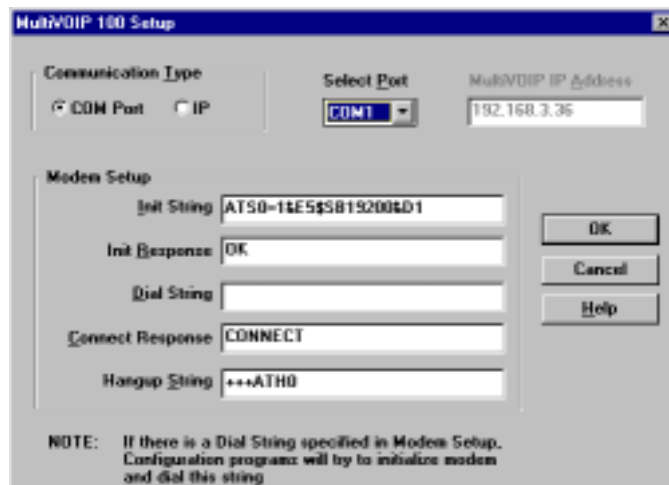 MultiVOIP 100 Setup
Communication Type
COM Port
IP
Select Port
COM1
MultiVOIP IP Address
192.168.3.36
Modem Setup
Init String
ATS0=1&E5$SB19200&D1
Init Response
OK
Dial String
Connect Response
CONNECT
Hangup String
+++ATH0
OK
Cancel
Help
NOTE: If there is a Dial String specified in Modem Setup.
Configuration programs will try to initialize modem
and dial this string